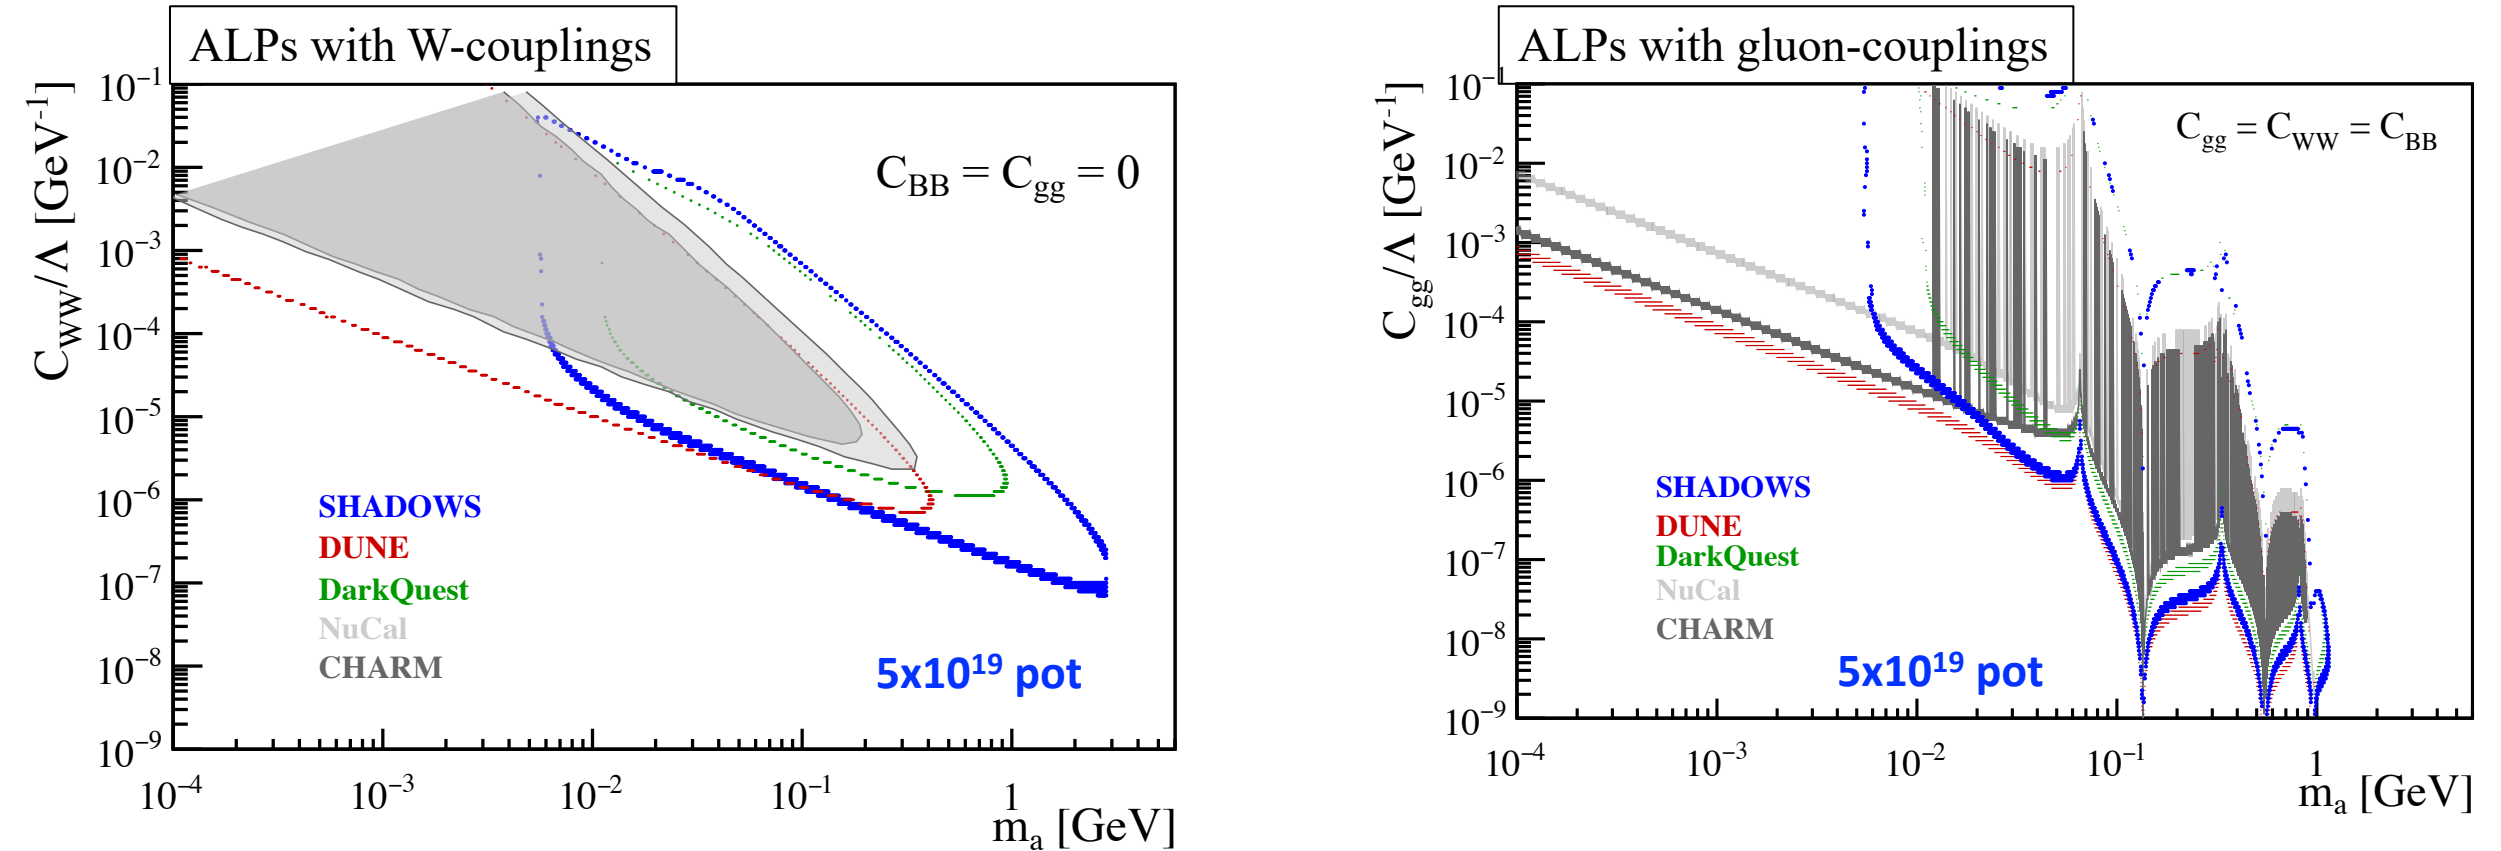 ALPs with W-couplings
C_WW/Λ [GeV⁻¹]
10⁻¹
10⁻²
10⁻³
10⁻⁴
10⁻⁵
10⁻⁶
10⁻⁷
10⁻⁸
10⁻⁹
C_BB = C_gg = 0
SHADOWS
DUNE
DarkQuest
NuCal
CHARM
5x10¹⁹ pot
10⁻⁴ 10⁻³ 10⁻² 10⁻¹ 1
m_a [GeV]
ALPs with gluon-couplings
C_gg/Λ [GeV⁻¹]
10⁻¹
10⁻²
10⁻³
10⁻⁴
10⁻⁵
10⁻⁶
10⁻⁷
10⁻⁸
10⁻⁹
C_gg = C_WW = C_BB
SHADOWS
DUNE
DarkQuest
NuCal
CHARM
5x10¹⁹ pot
10⁻⁴ 10⁻³ 10⁻² 10⁻¹ 1
m_a [GeV]